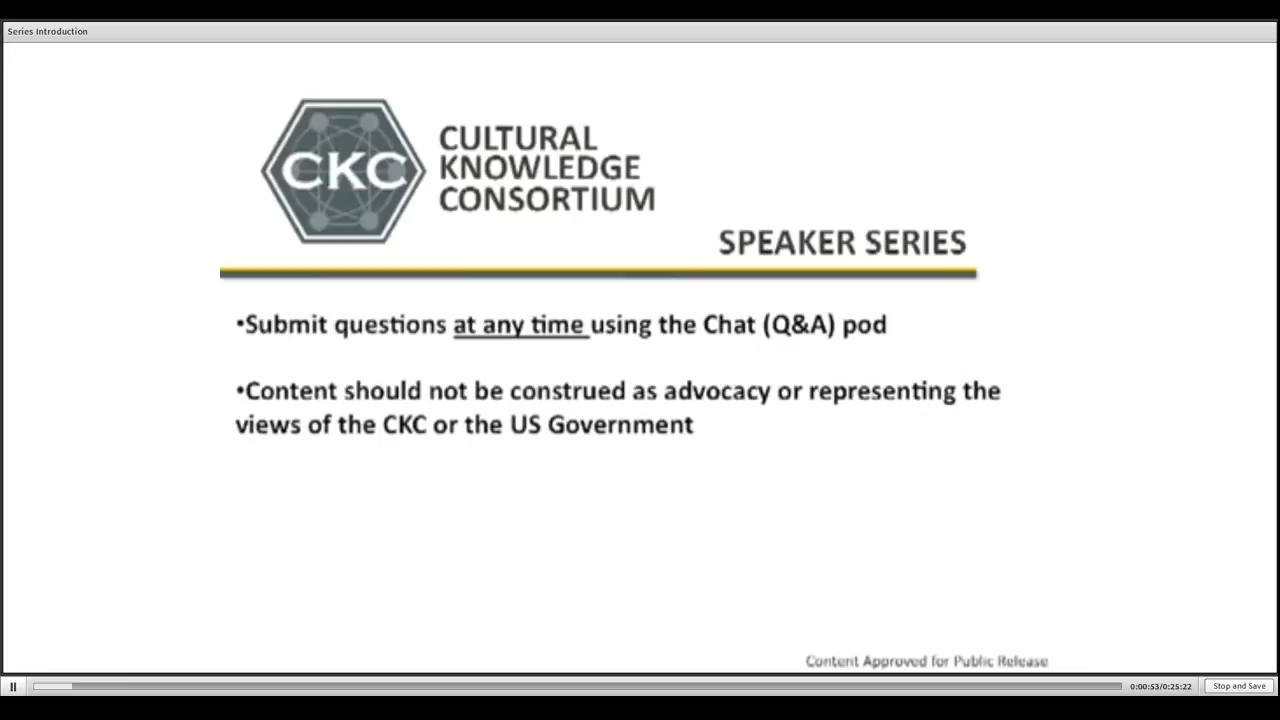 Series Introduction
CKC
CULTURAL
KNOWLEDGE
CONSORTIUM
SPEAKER SERIES
•Submit questions at any time using the Chat (Q&A) pod
•Content should not be construed as advocacy or representing the
views of the CKC or the US Government
Content Approved for Public Release
0:00:53/0:25:22
Stop and Save